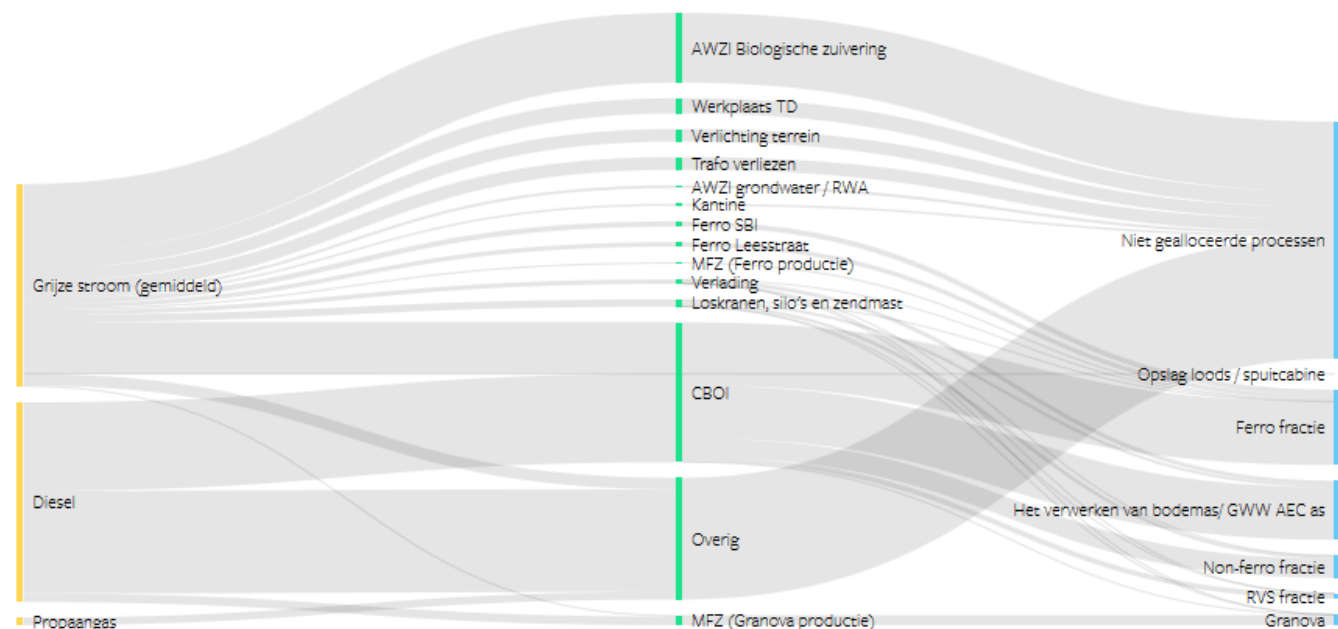 AWZI Biologische zuivering
Werkplaats TD
Verlichting terrein
Trafo verliezen
AWZI grondwater / RWA
Kantine
Ferro SBI
Niet gealloceerde processen
Ferro Leesstraat
MFZ (Ferro productie)
Grijze stroom (gemiddeld)
Verlading
Loskranen, silo's en zendmast
Opslag loods / spuitcabine
CBOI
Ferro fractie
Diesel
Het verwerken van bodemas/ GWW AEC as
Overig
Non-ferro fractie
RVS fractie
Propaangas
MFZ (Granova productie)
Granova